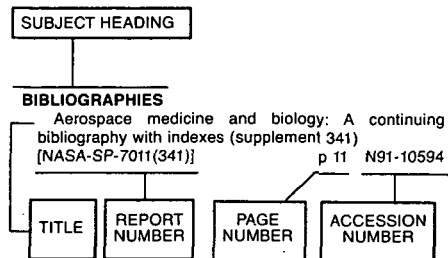 SUBJECT HEADING
BIBLIOGRAPHIES
Aerospace medicine and biology: A continuing
bibliography with indexes (supplement 341)
[NASA-SP-7011(341)] p 11 N91-10594
TITLE
REPORT
NUMBER
PAGE
NUMBER
ACCESSION
NUMBER